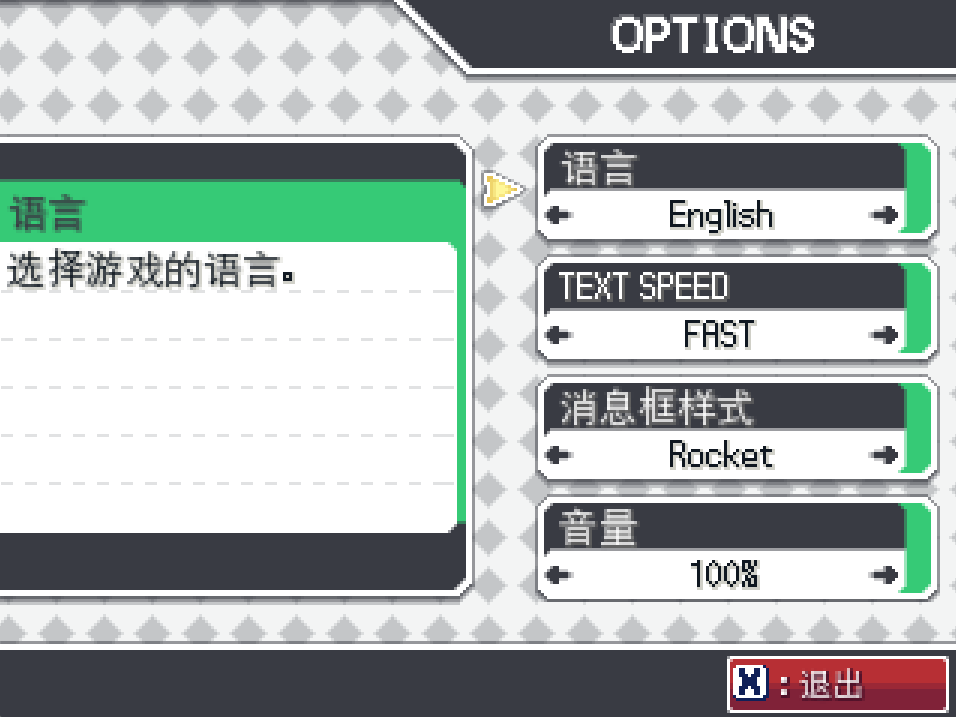 OPTIONS
语言
选择游戏的语言。
语言
English
TEXT SPEED
FAST
消息框样式
Rocket
音量
100%
X : 退出